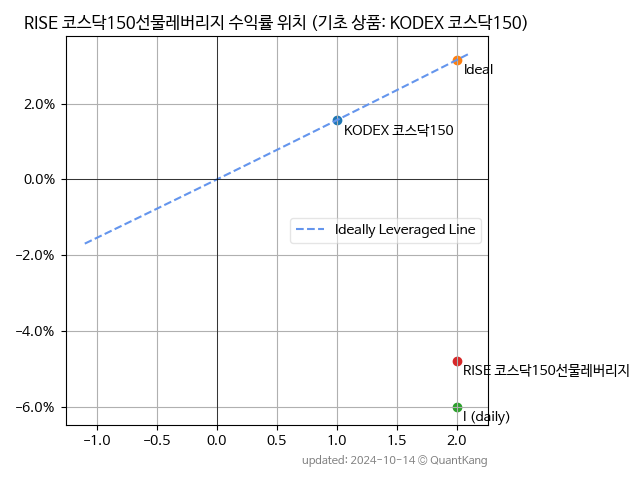 RISE 코스닥150선물레버리지 수익률 위치 (기초 상품: KODEX 코스닥150)
Ideal
2.0%
KODEX 코스닥150
0.0%
Ideally Leveraged Line
−2.0%
−4.0%
RISE 코스닥150선물레버리지
−6.0%
I (daily)
−1.0 −0.5 0.0 0.5 1.0 1.5 2.0
updated: 2024-10-14 © QuantKang